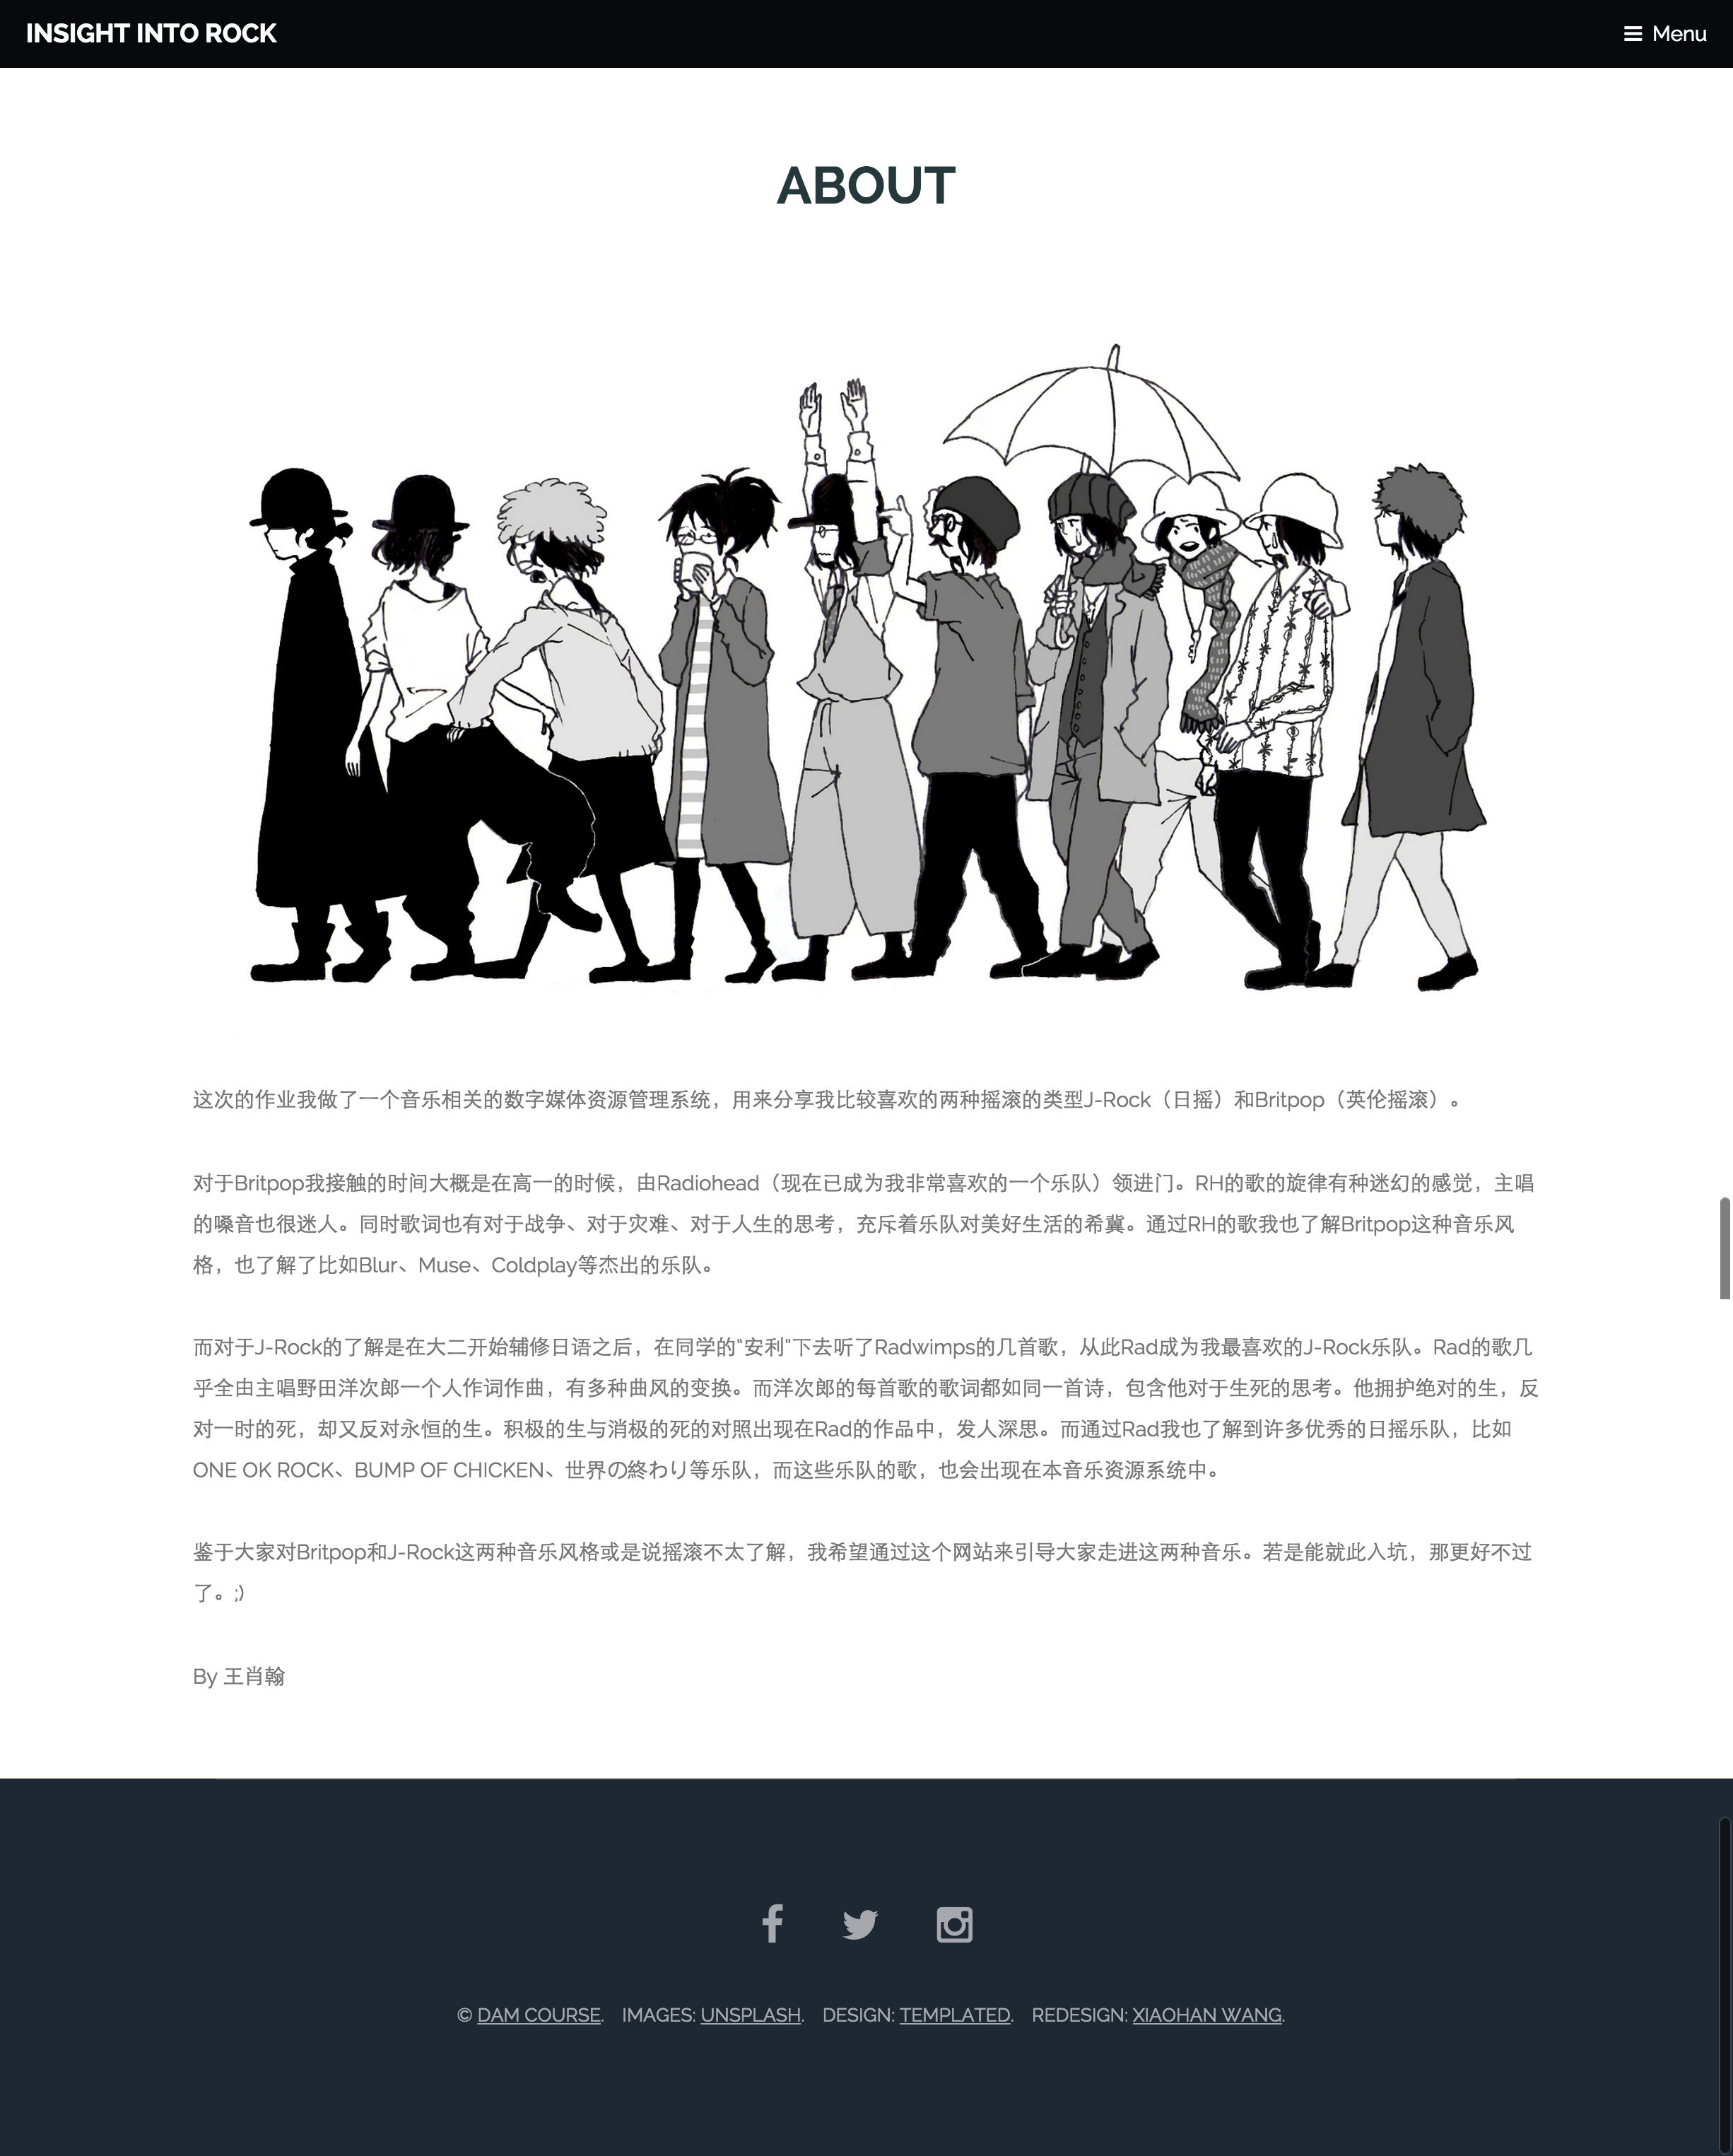 INSIGHT INTO ROCK
Menu
ABOUT
这次的作业我做了一个音乐相关的数字媒体资源管理系统，用来分享我比较喜欢的两种摇滚的类型J-Rock（日摇）和Britpop（英伦摇滚）。
对于Britpop我接触的时间大概是在高一的时候，由Radiohead（现在已成为我非常喜欢的一个乐队）领进门。RH的歌的旋律有种迷幻的感觉，主唱
的嗓音也很迷人。同时歌词也有对于战争、对于灾难、对于人生的思考，充斥着乐队对美好生活的希冀。通过RH的歌我也了解Britpop这种音乐风
格，也了解了比如Blur、Muse、Coldplay等杰出的乐队。
而对于J-Rock的了解是在大二开始辅修日语之后，在同学的“安利”下去听了Radwimps的几首歌，从此Rad成为我最喜欢的J-Rock乐队。Rad的歌几
乎全由主唱野田洋次郎一个人作词作曲，有多种曲风的变换。而洋次郎的每首歌的歌词都如同一首诗，包含他对于生死的思考。他拥护绝对的生，反
对一时的死，却又反对永恒的生。积极的生与消极的死的对照出现在Rad的作品中，发人深思。而通过Rad我也了解到许多优秀的日摇乐队，比如
ONE OK ROCK、BUMP OF CHICKEN、世界の終わり等乐队，而这些乐队的歌，也会出现在本音乐资源系统中。
鉴于大家对Britpop和J-Rock这两种音乐风格或是说摇滚不太了解，我希望通过这个网站来引导大家走进这两种音乐。若是能就此入坑，那更好不过
了。;)
By 王肖翰
© DAM COURSE. IMAGES: UNSPLASH. DESIGN: TEMPLATED. REDESIGN: XIAOHAN WANG.